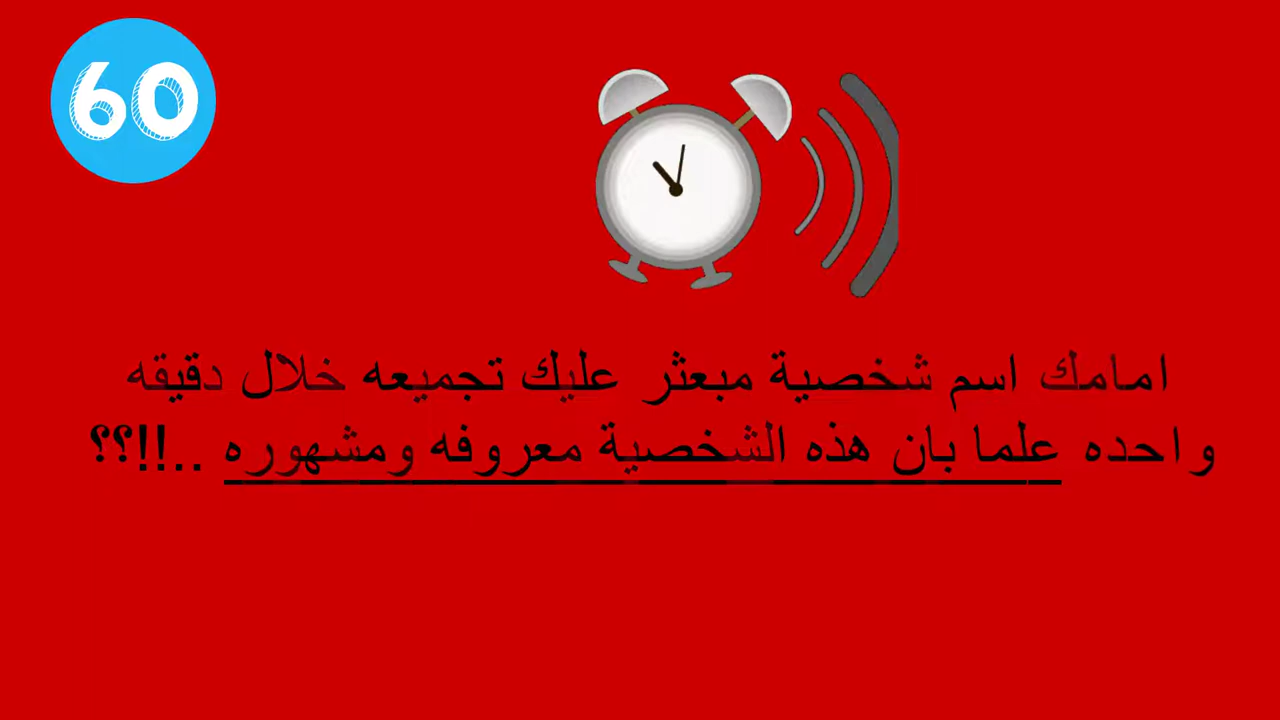 60
امامك اسم شخصية مبعثر عليك تجميعه خلال دقيقه
واحده علما بان هذه الشخصية معروفه ومشهوره ..!!؟؟